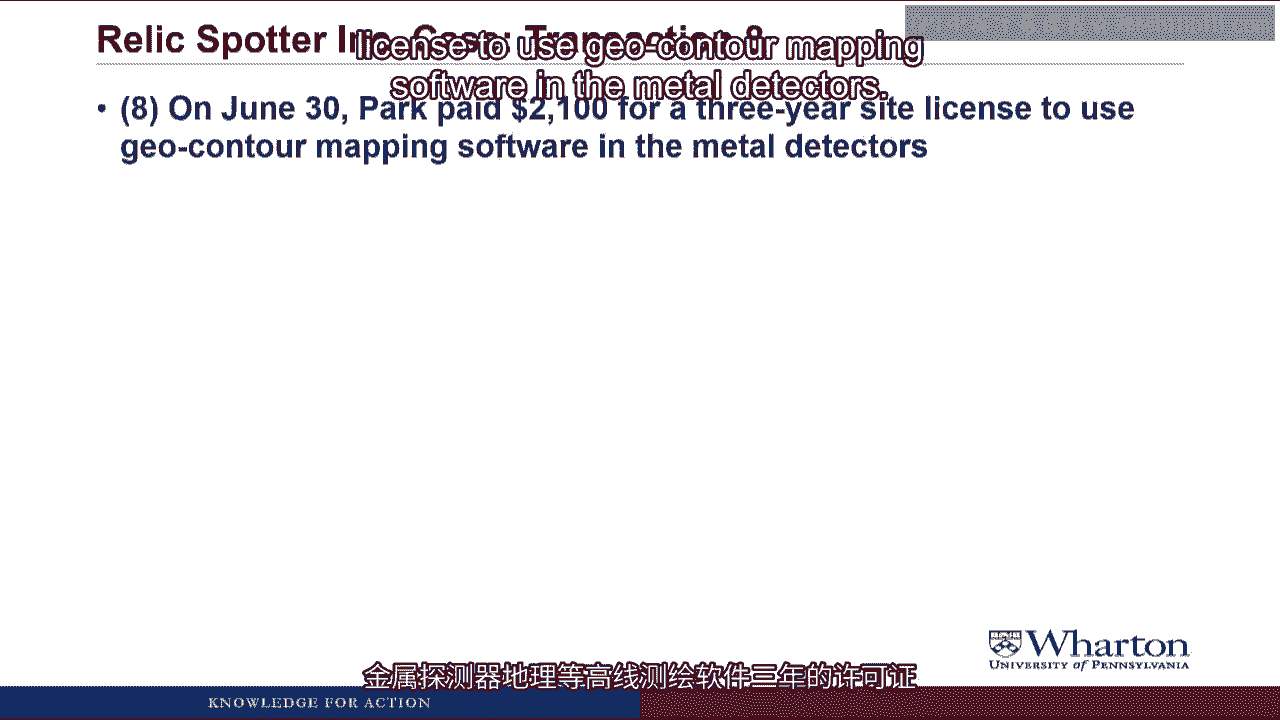 Relic Spotter Inc. Case: Transaction 8
license to use geo-contour mapping
software in the metal detectors.
• (8) On June 30, Park paid $2,100 for a three-year site license to use
geo-contour mapping software in the metal detectors
Wharton
UNIVERSITY of PENNSYLVANIA
金属探测器地理等高线测绘软件三年的许可证
KNOWLEDGE FOR ACTION